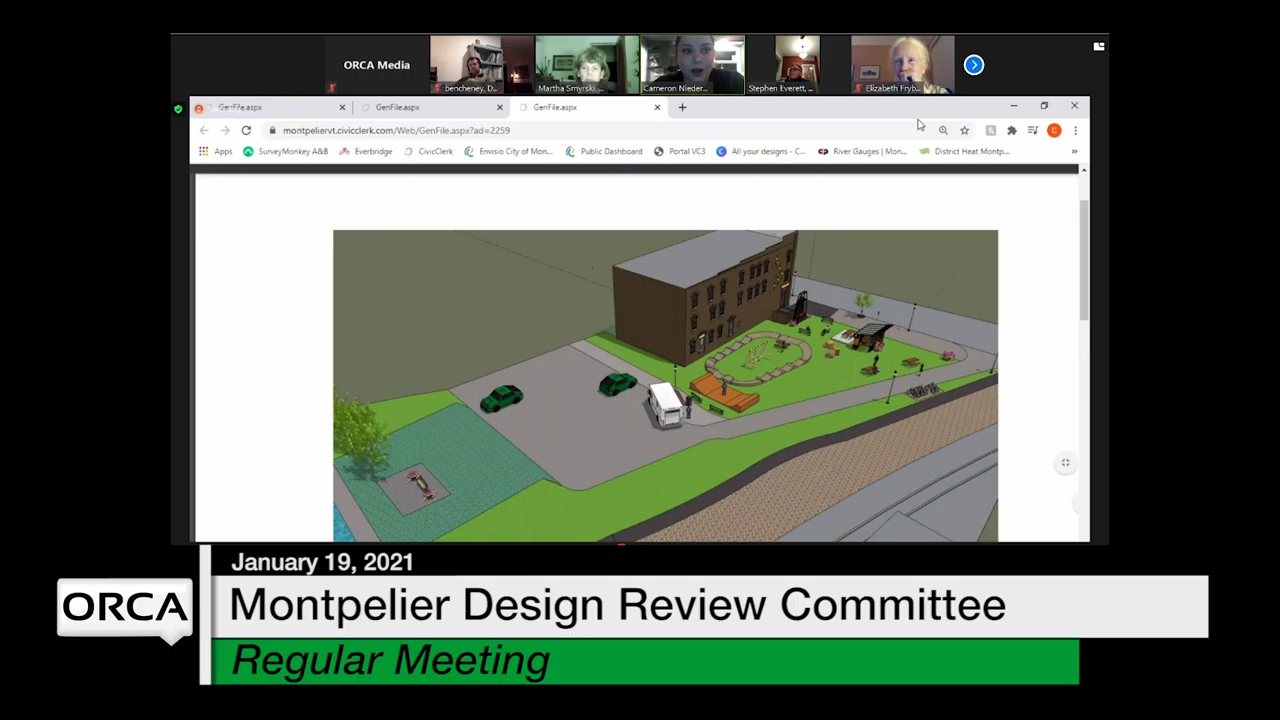 ORCA Media
bencheney, D...
Martha Smyrski...
Cameron Nieder...
Stephen Everett, ...
Elizabeth Fryb...
GenFile.aspx
GenFile.aspx
GenFile.aspx
montpeliervt.civicclerk.com/Web/GenFile.aspx?ad=2259
C
Apps
SurveyMonkey A&B
Everbridge
CivicClerk
Envisio City of Mon...
Public Dashboard
Portal VC3
All your designs - C...
River Gauges | Mon...
District Heat Montp...
January 19, 2021
ORCA
Montpelier Design Review Committee
Regular Meeting